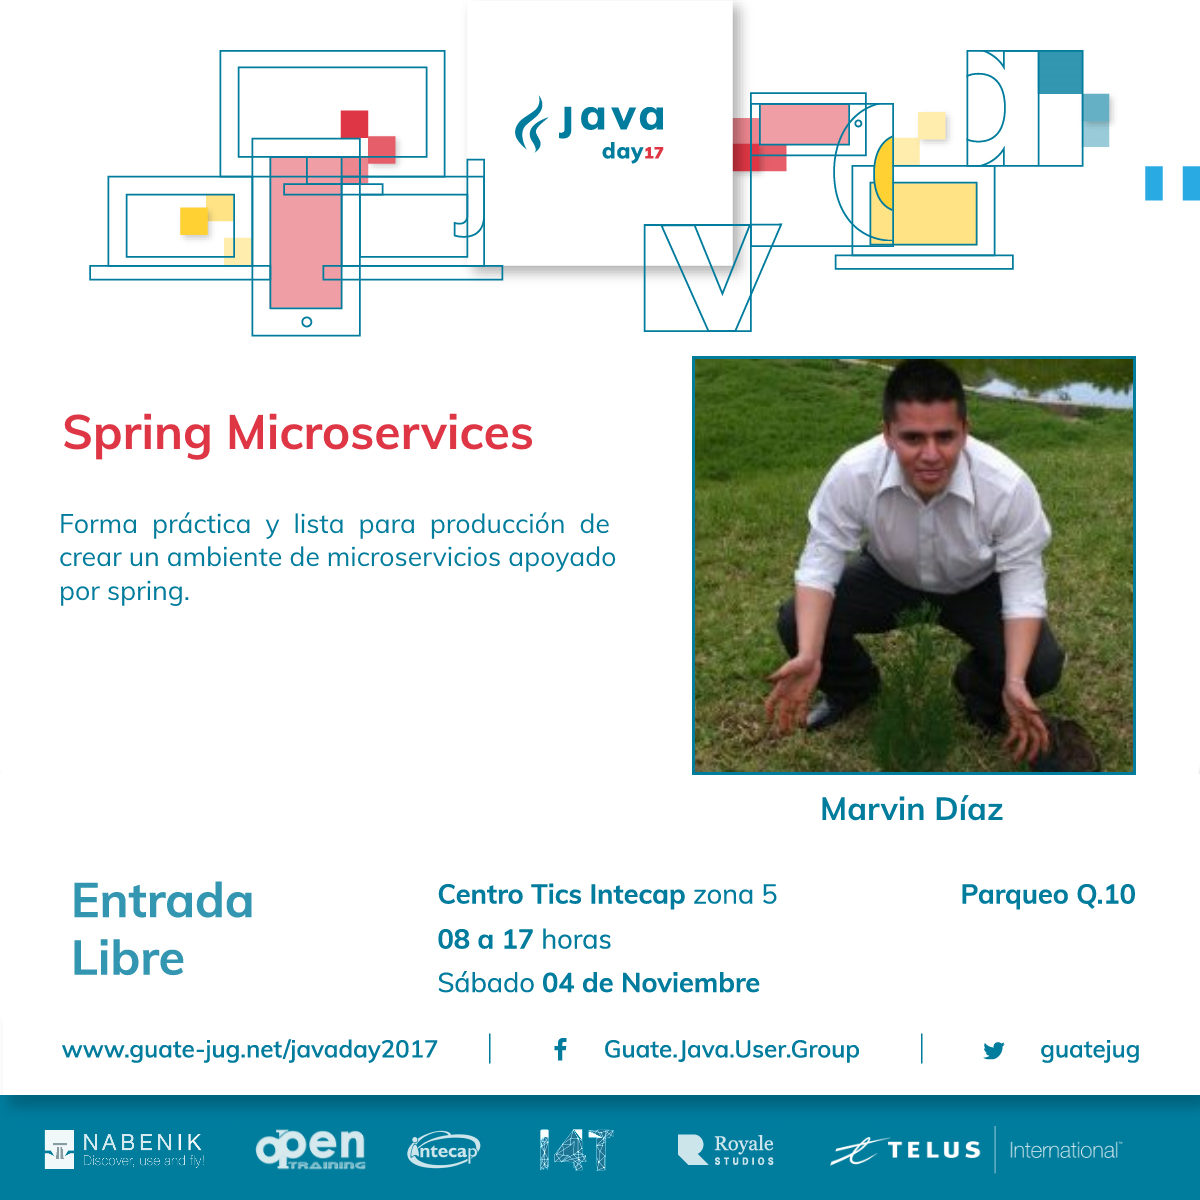 Java
day17
Spring Microservices
Forma práctica y lista para producción de
crear un ambiente de microservicios apoyado
por spring.
Marvin Díaz
Entrada
Libre
Centro Tics Intecap zona 5
08 a 17 horas
Sábado 04 de Noviembre
Parqueo Q.10
www.guate-jug.net/javaday2017
Guate.Java.User.Group
guatejug
NABENIK
Discover, use and fly!
open
TRAINING
intecap
I4T
Royale
STUDIOS
TELUS International™